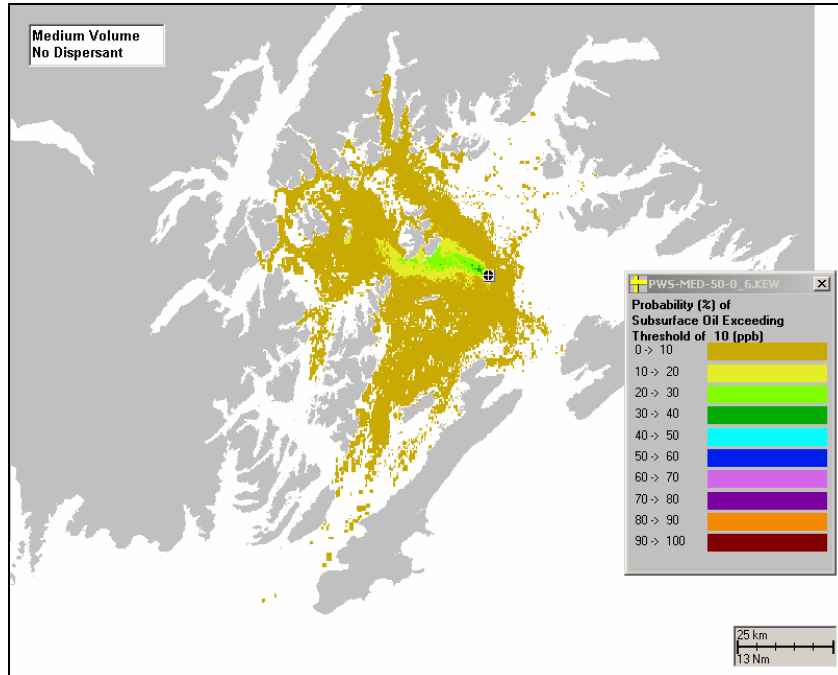 Medium Volume
No Dispersant
PWS-MED-50-0_6.KEW
Probability (%) of
Subsurface Oil Exceeding
Threshold of 10 (ppb)
0 -> 10
10 -> 20
20 -> 30
30 -> 40
40 -> 50
50 -> 60
60 -> 70
70 -> 80
80 -> 90
90 -> 100
25 km
13 Nm